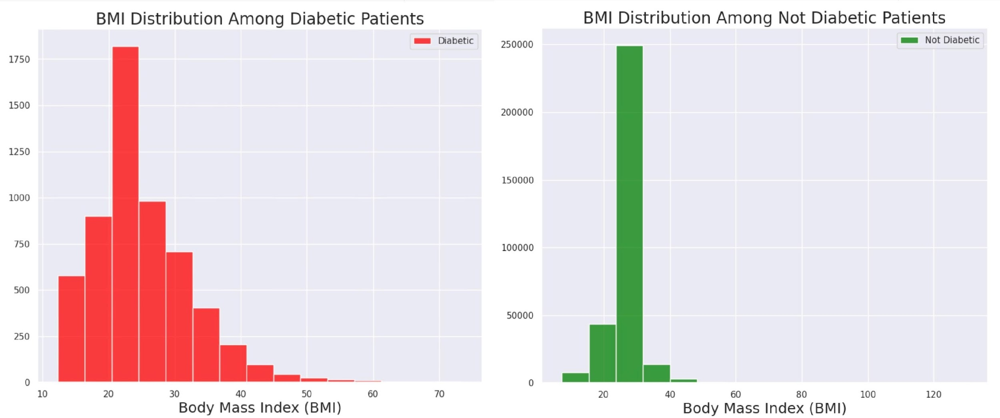 BMI Distribution Among Diabetic Patients
Diabetic
1750
1500
1250
1000
750
500
250
0
10 20 30 40 50 60 70
Body Mass Index (BMI)
BMI Distribution Among Not Diabetic Patients
Not Diabetic
250000
200000
150000
100000
50000
0
20 40 60 80 100 120
Body Mass Index (BMI)